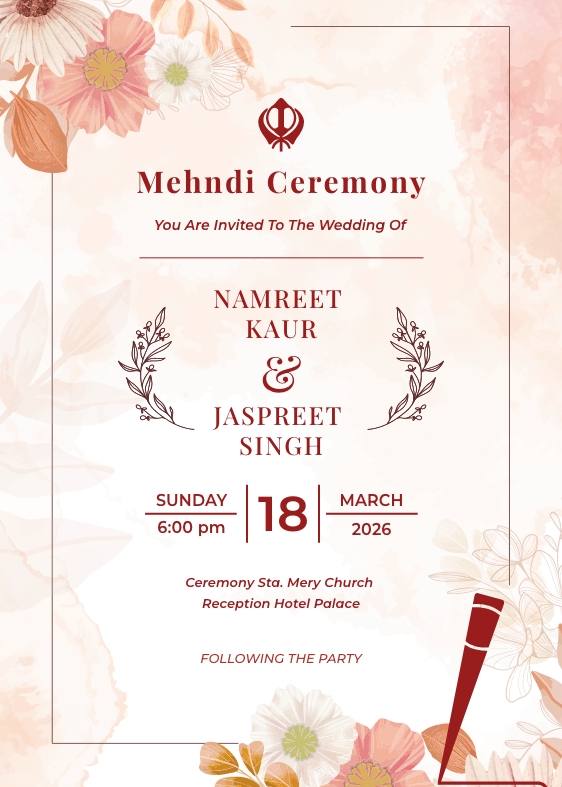 Mehndi Ceremony
You Are Invited To The Wedding Of
NAMREET
KAUR
&
JASPREET
SINGH
SUNDAY
6:00 pm
18
MARCH
2026
Ceremony Sta. Mery Church
Reception Hotel Palace
FOLLOWING THE PARTY